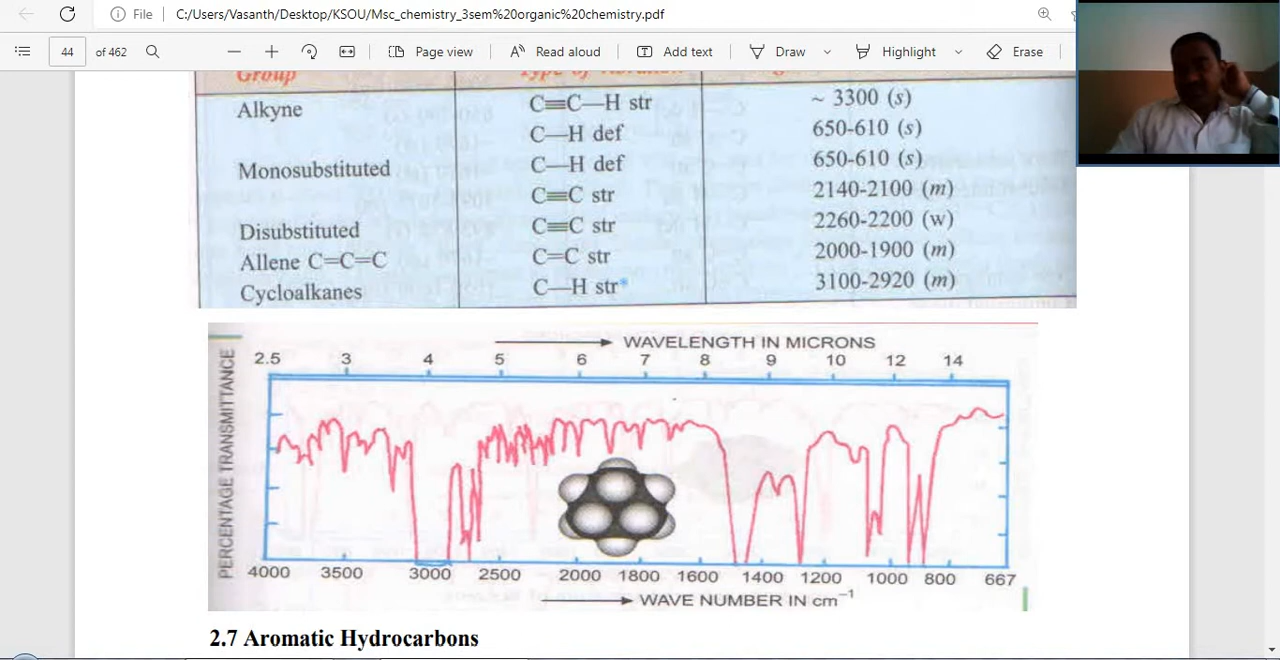 File C:/Users/Vasanth/Desktop/KSOU/Msc_chemistry_3sem%20organic%20chemistry.pdf
44 of 462 Page view Read aloud Add text Draw Highlight Erase
Group
Alkyne C≡C—H str ~ 3300 (s)
C—H def 650-610 (s)
Monosubstituted C—H def 650-610 (s)
C≡C str 2140-2100 (m)
Disubstituted C≡C str 2260-2200 (w)
Allene C=C=C C=C str 2000-1900 (m)
Cycloalkanes C—H str* 3100-2920 (m)
WAVELENGTH IN MICRONS
2.5 3 4 5 6 7 8 9 10 12 14
PERCENTAGE TRANSMITTANCE
4000 3500 3000 2500 2000 1800 1600 1400 1200 1000 800 667
WAVE NUMBER IN cm⁻¹
2.7 Aromatic Hydrocarbons